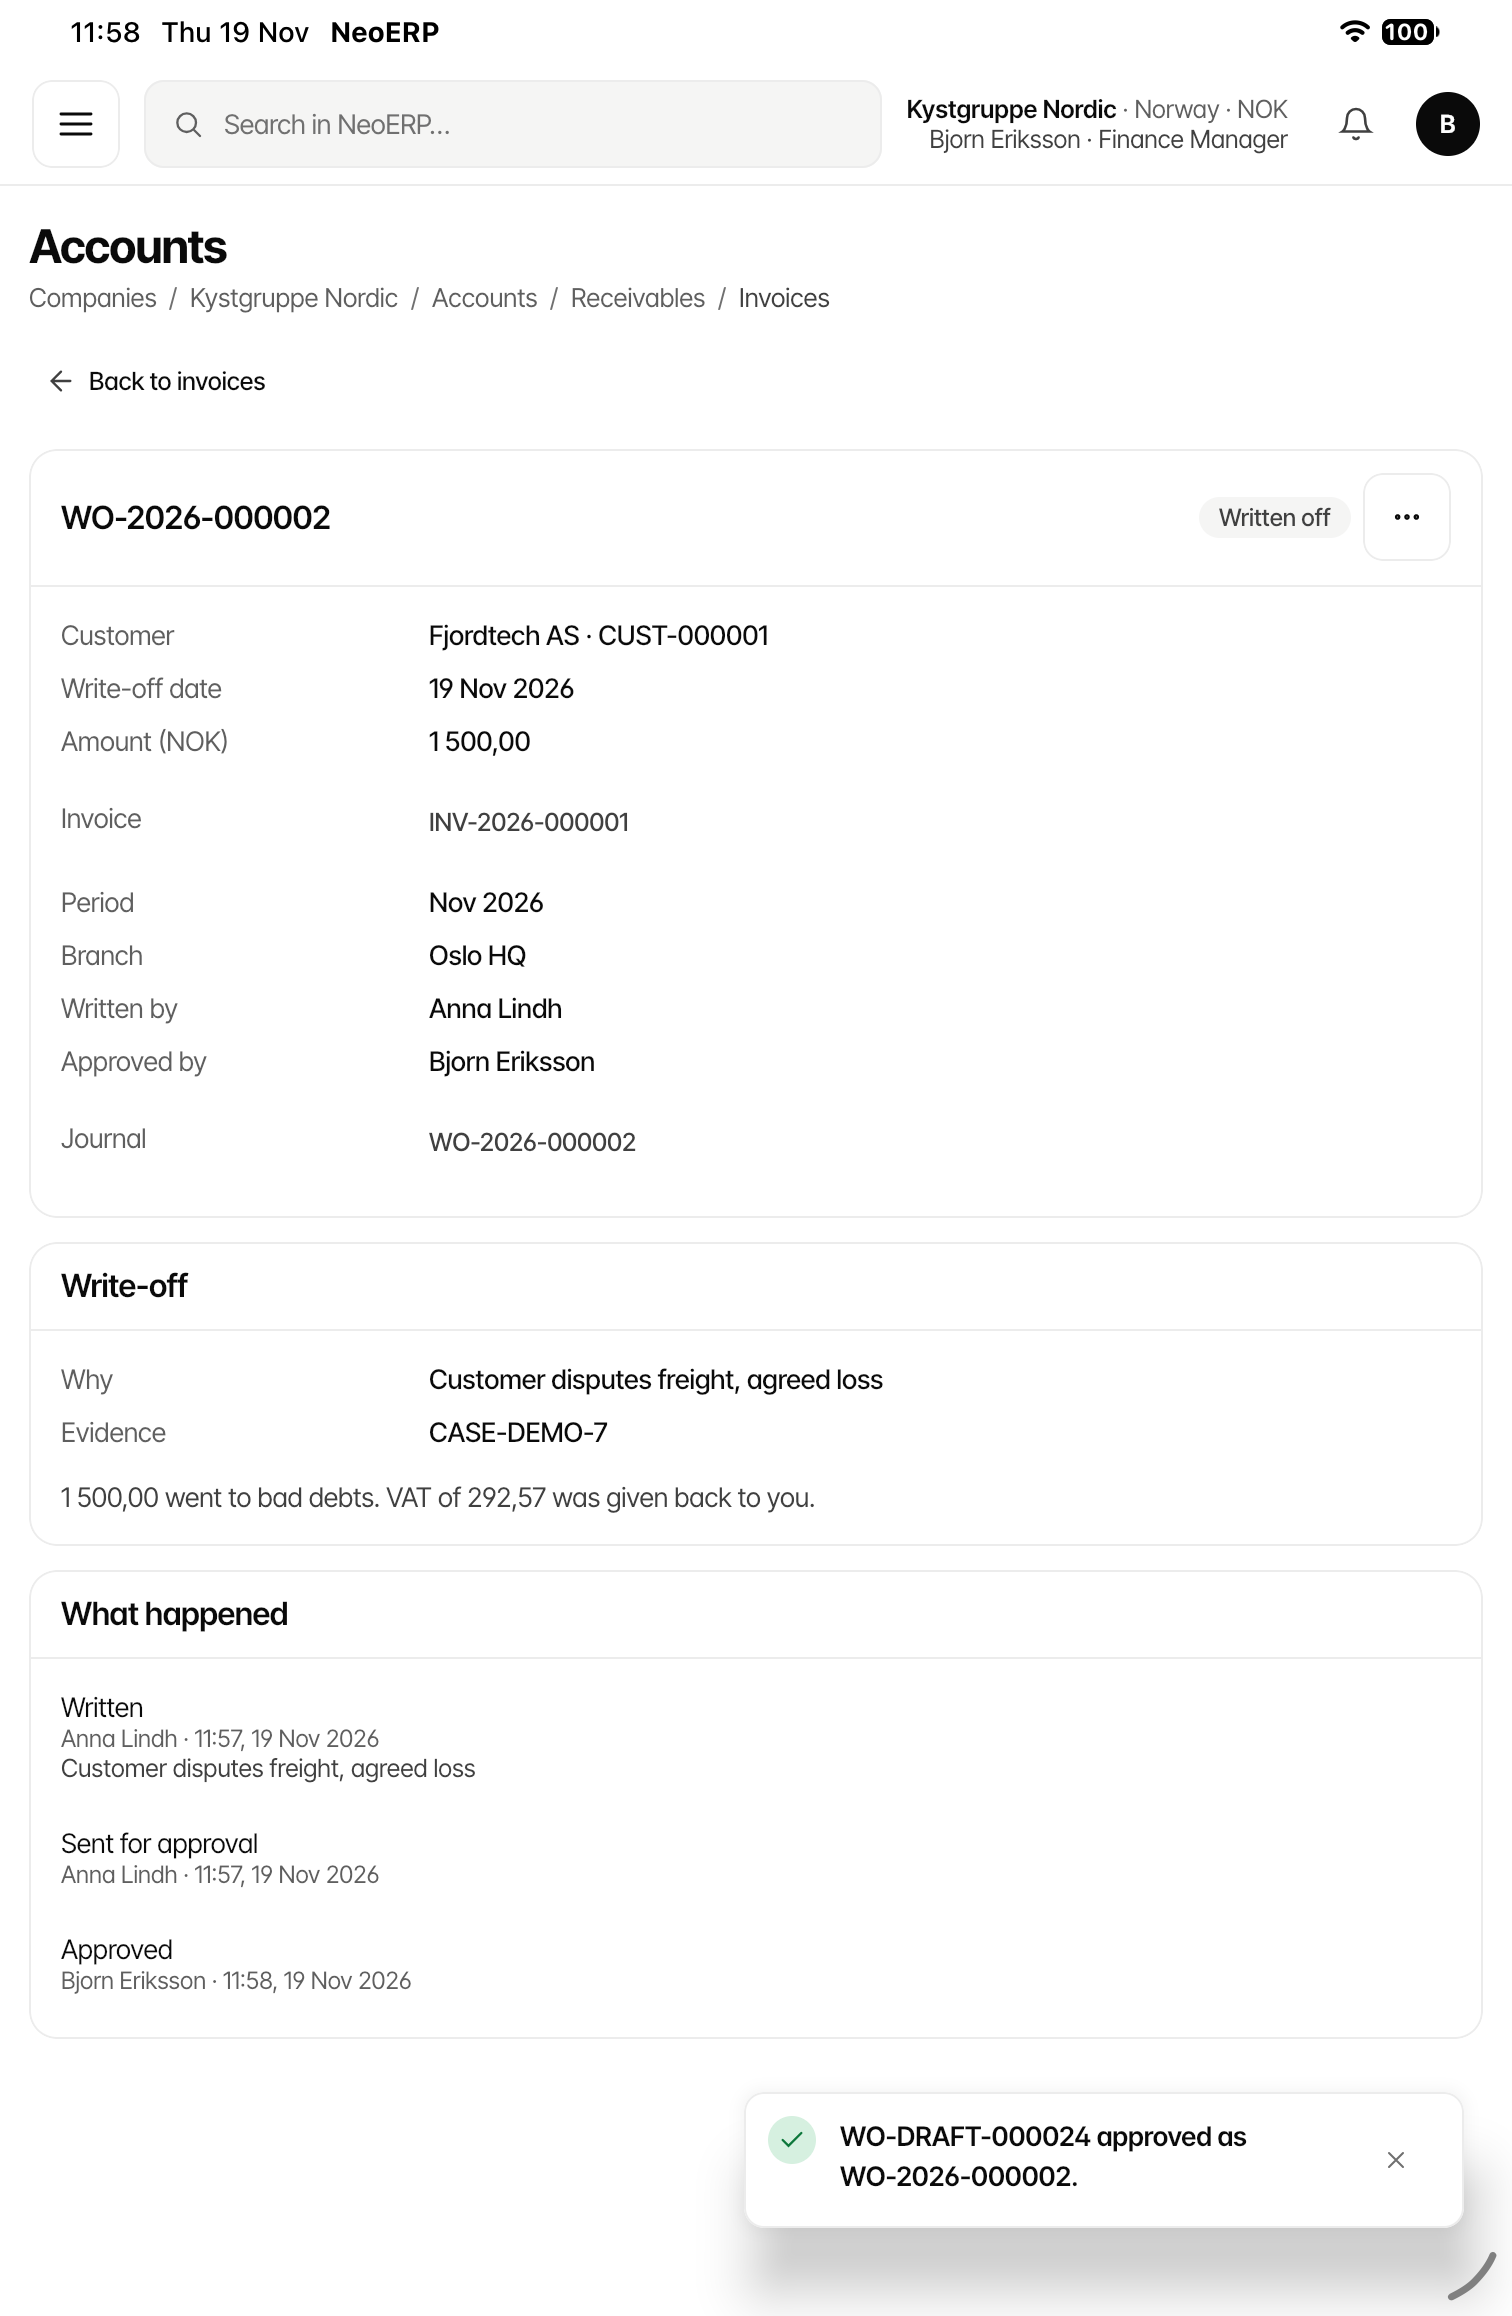 11:58 Thu 19 Nov NeoERP
100
Search in NeoERP...
Kystgruppe Nordic · Norway · NOK
Bjorn Eriksson · Finance Manager
B
Accounts
Companies / Kystgruppe Nordic / Accounts / Receivables / Invoices
Back to invoices
WO-2026-000002
Written off
Customer Fjordtech AS · CUST-000001
Write-off date 19 Nov 2026
Amount (NOK) 1 500,00
Invoice INV-2026-000001
Period Nov 2026
Branch Oslo HQ
Written by Anna Lindh
Approved by Bjorn Eriksson
Journal WO-2026-000002
Write-off
Why Customer disputes freight, agreed loss
Evidence CASE-DEMO-7
1 500,00 went to bad debts. VAT of 292,57 was given back to you.
What happened
Written
Anna Lindh · 11:57, 19 Nov 2026
Customer disputes freight, agreed loss
Sent for approval
Anna Lindh · 11:57, 19 Nov 2026
Approved
Bjorn Eriksson · 11:58, 19 Nov 2026
WO-DRAFT-000024 approved as
WO-2026-000002.